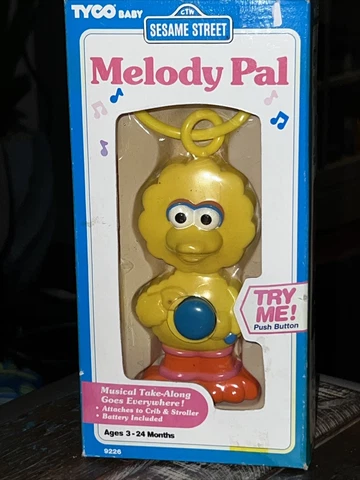 TYCO BABY
CTW
SESAME STREET
Melody Pal
TRY
ME!
Push Button
Musical Take-Along
Goes Everywhere!
• Attaches to Crib & Stroller
• Battery Included
Ages 3-24 Months
9226